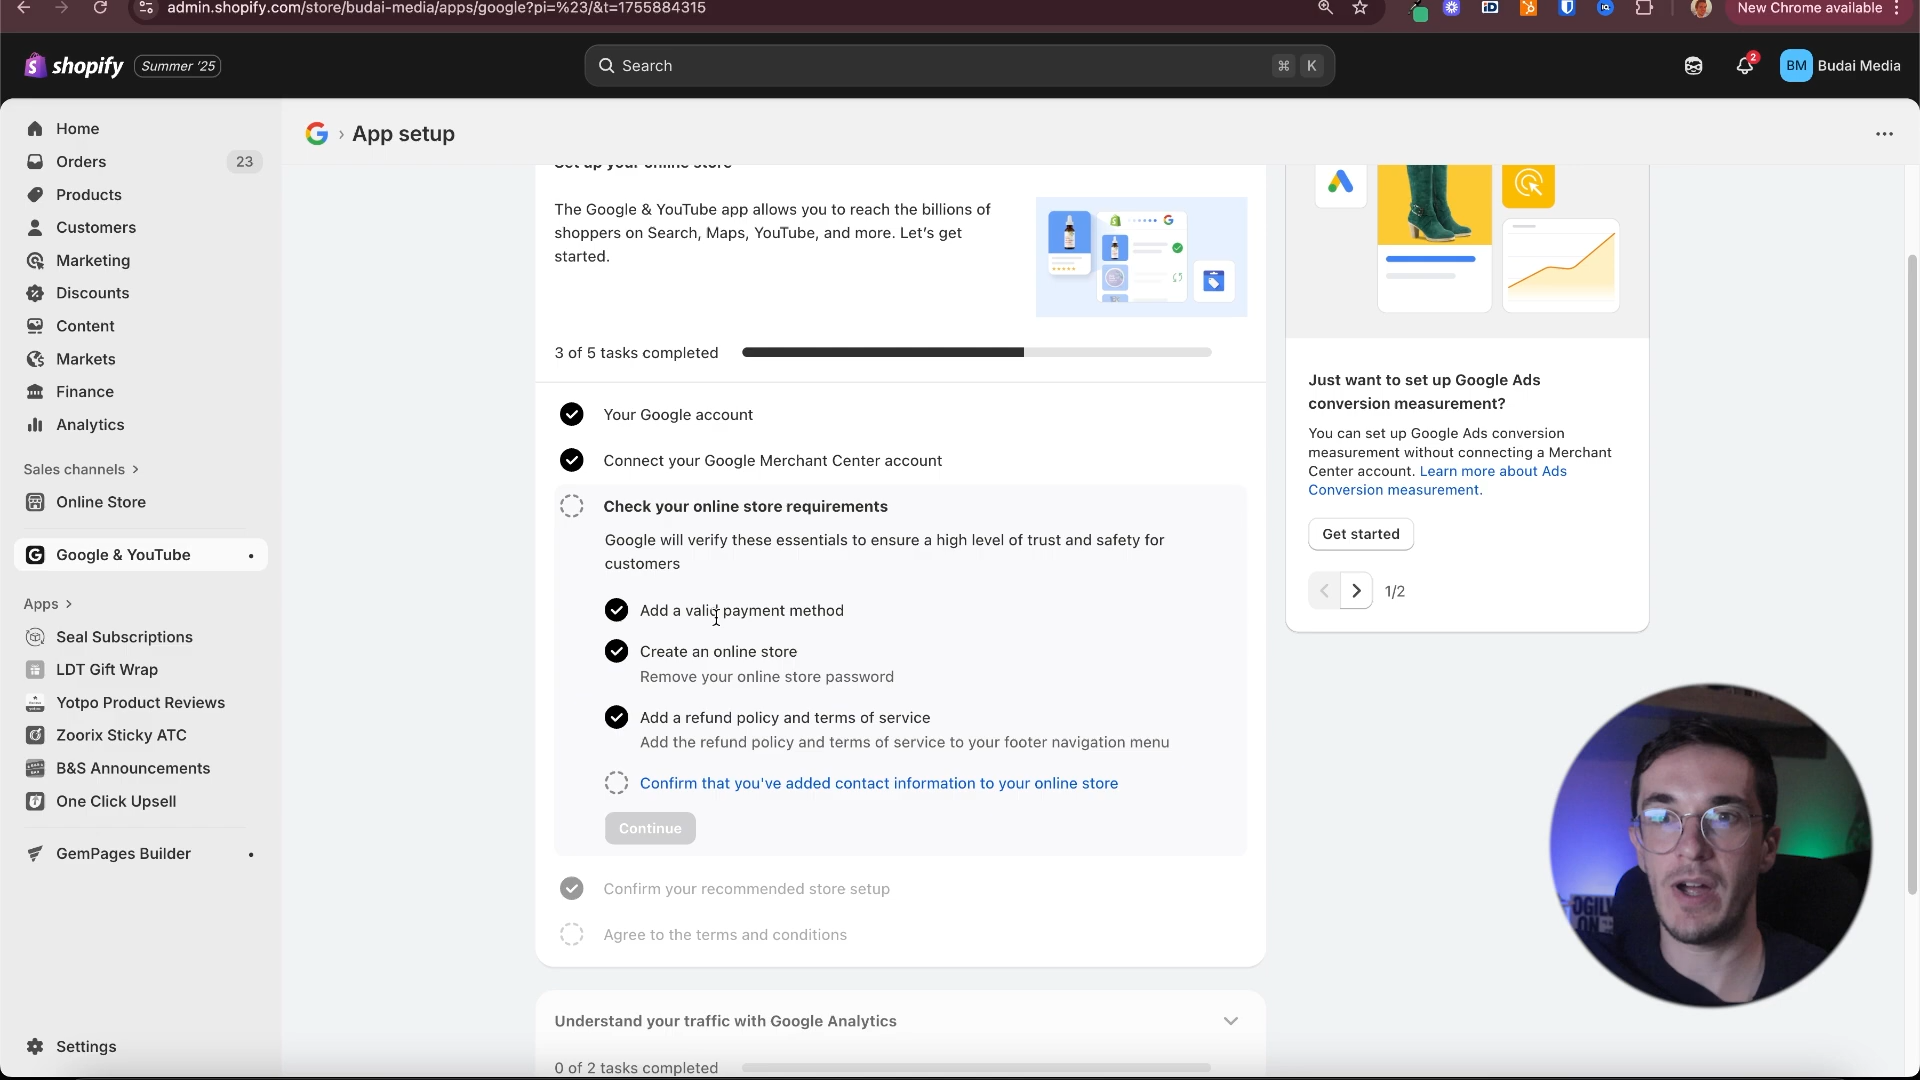 admin.shopify.com/store/budai-media/apps/google?pi=%23/&t=1755884315
New Chrome available
shopify
Summer '25
Search
⌘ K
2
BM
Budai Media
Home
Orders
23
Products
Customers
Marketing
Discounts
Content
Markets
Finance
Analytics
Sales channels
Online Store
Google & YouTube
Apps
Seal Subscriptions
LDT Gift Wrap
Yotpo Product Reviews
Zoorix Sticky ATC
B&S Announcements
One Click Upsell
GemPages Builder
Settings
App setup
Set up your online store
The Google & YouTube app allows you to reach the billions of
shoppers on Search, Maps, YouTube, and more. Let's get
started.
3 of 5 tasks completed
Your Google account
Connect your Google Merchant Center account
Check your online store requirements
Google will verify these essentials to ensure a high level of trust and safety for
customers
Add a valid payment method
Create an online store
Remove your online store password
Add a refund policy and terms of service
Add the refund policy and terms of service to your footer navigation menu
Confirm that you've added contact information to your online store
Continue
Confirm your recommended store setup
Agree to the terms and conditions
Understand your traffic with Google Analytics
0 of 2 tasks completed
Just want to set up Google Ads
conversion measurement?
You can set up Google Ads conversion
measurement without connecting a Merchant
Center account. Learn more about Ads
Conversion measurement.
Get started
1/2